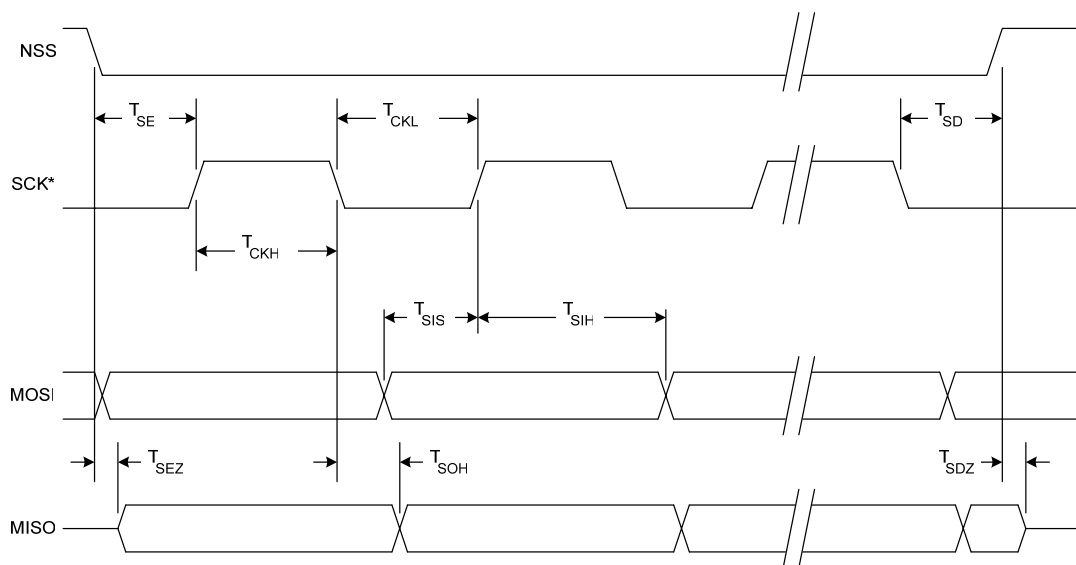 NSS
T_SE
T_CKL
T_SD
SCK*
T_CKH
T_SIS
T_SIH
MOSI
T_SEZ
T_SOH
T_SDZ
MISO